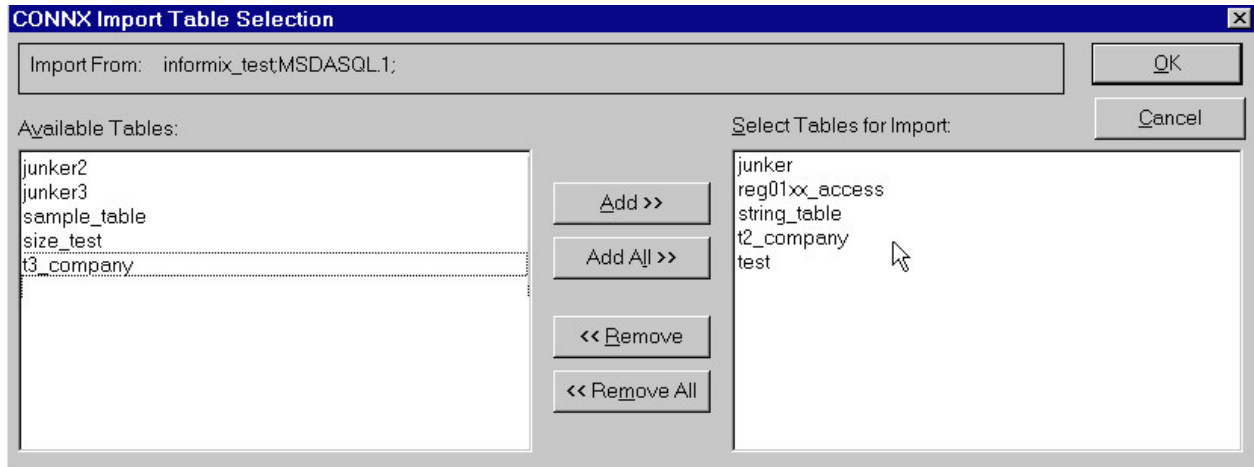 CONNX Import Table Selection
Import From: informix_test;MSDASQL.1;
OK
Cancel
Available Tables:
junker2
junker3
sample_table
size_test
t3_company
Add >>
Add All >>
<< Remove
<< Remove All
Select Tables for Import:
junker
reg01xx_access
string_table
t2_company
test